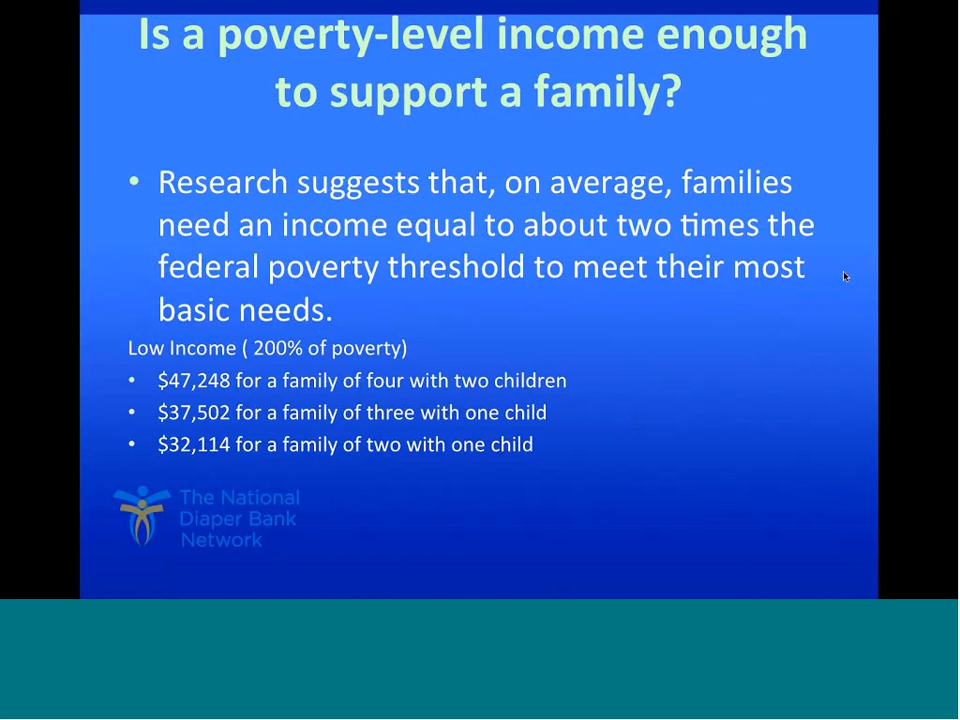 Is a poverty-level income enough
to support a family?
• Research suggests that, on average, families
need an income equal to about two times the
federal poverty threshold to meet their most
basic needs.
Low Income ( 200% of poverty)
• $47,248 for a family of four with two children
• $37,502 for a family of three with one child
• $32,114 for a family of two with one child
The National
Diaper Bank
Network